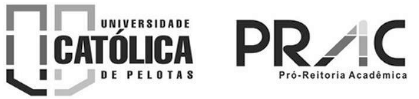 UNIVERSIDADE
CATÓLICA
DE PELOTAS
PRAC
Pró-Reitoria Acadêmica